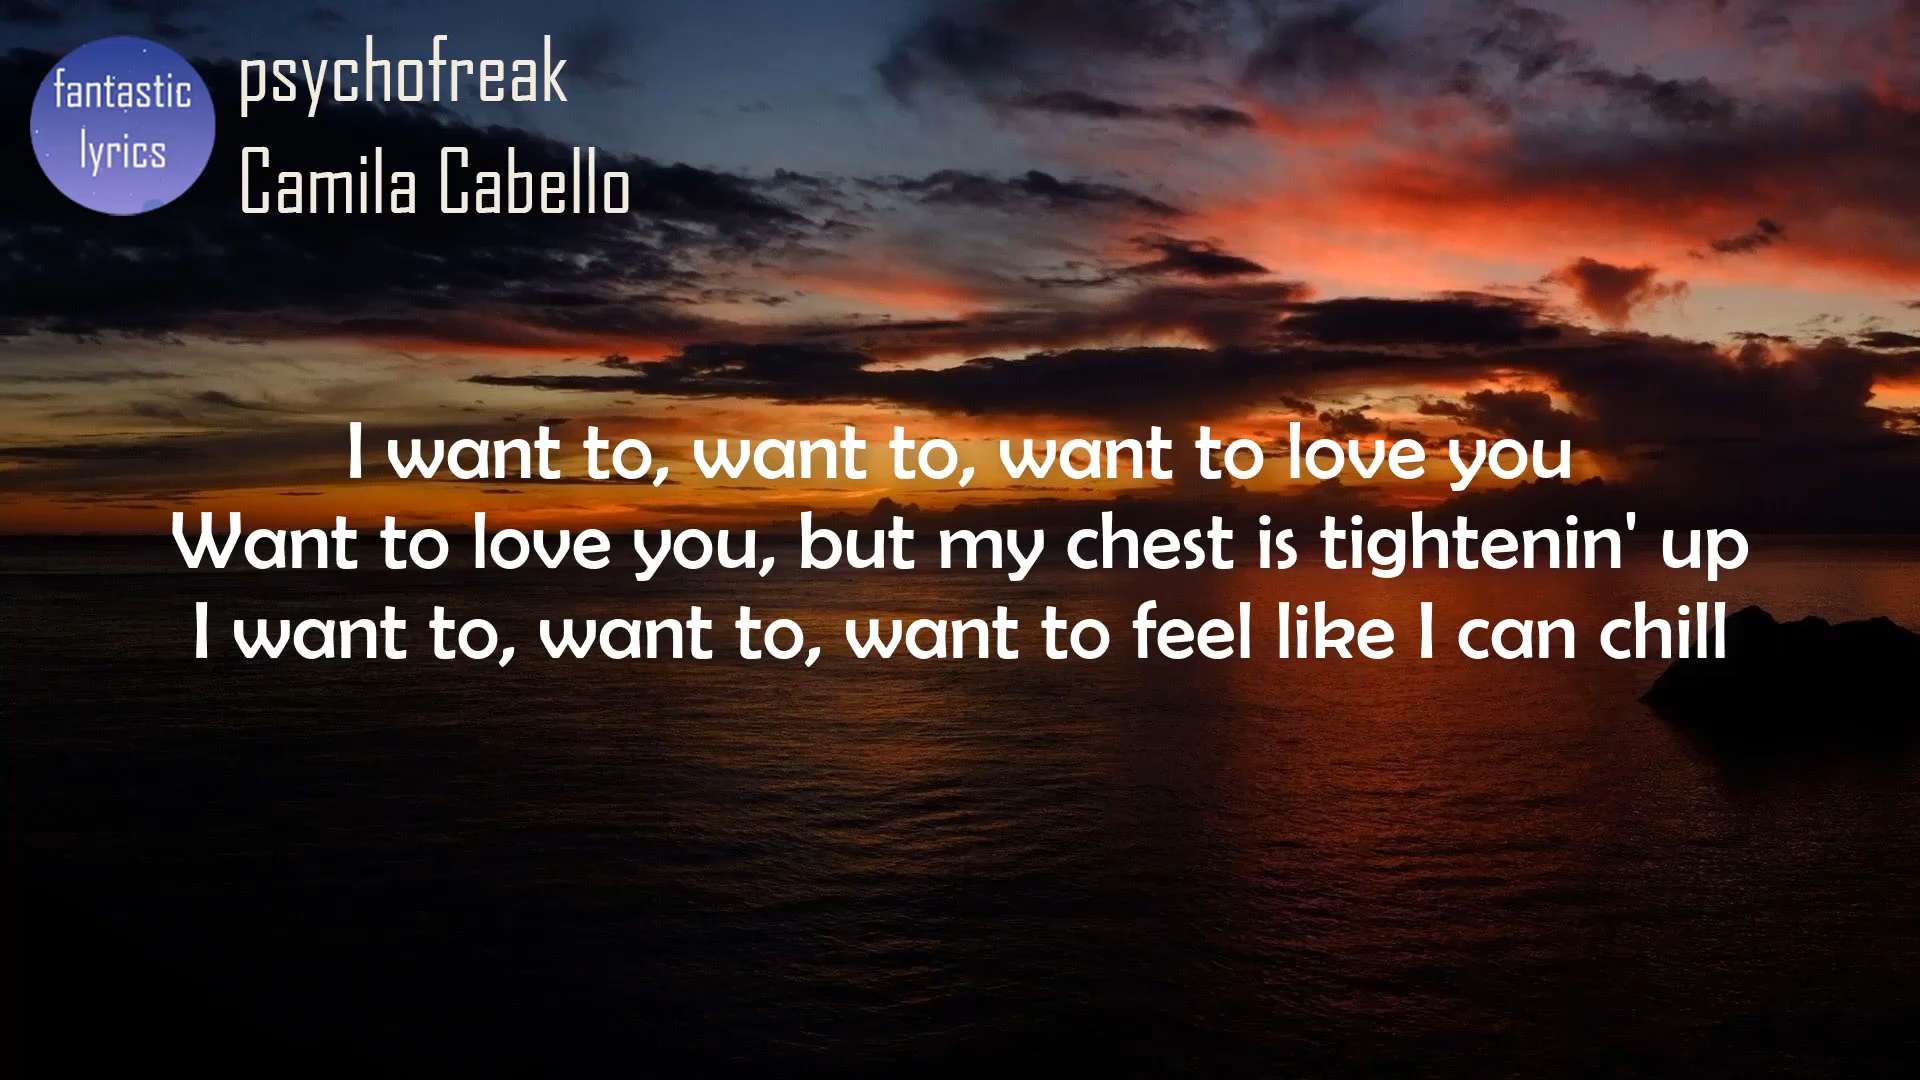 fantastic
lyrics
psychofreak
Camila Cabello
I want to, want to, want to love you
Want to love you, but my chest is tightenin' up
I want to, want to, want to feel like I can chill